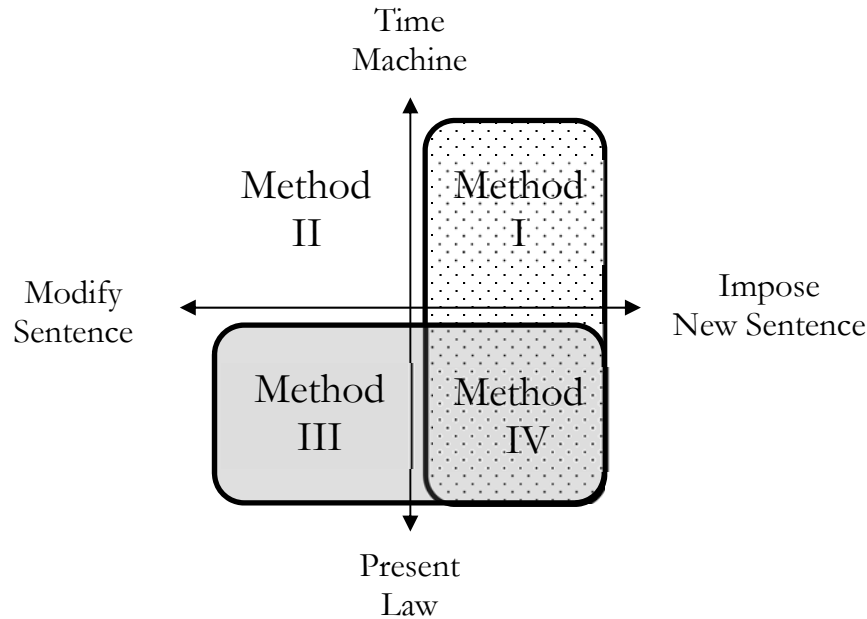 Time
Machine
Method
II
Method
I
Modify
Sentence
Impose
New Sentence
Method
III
Method
IV
Present
Law